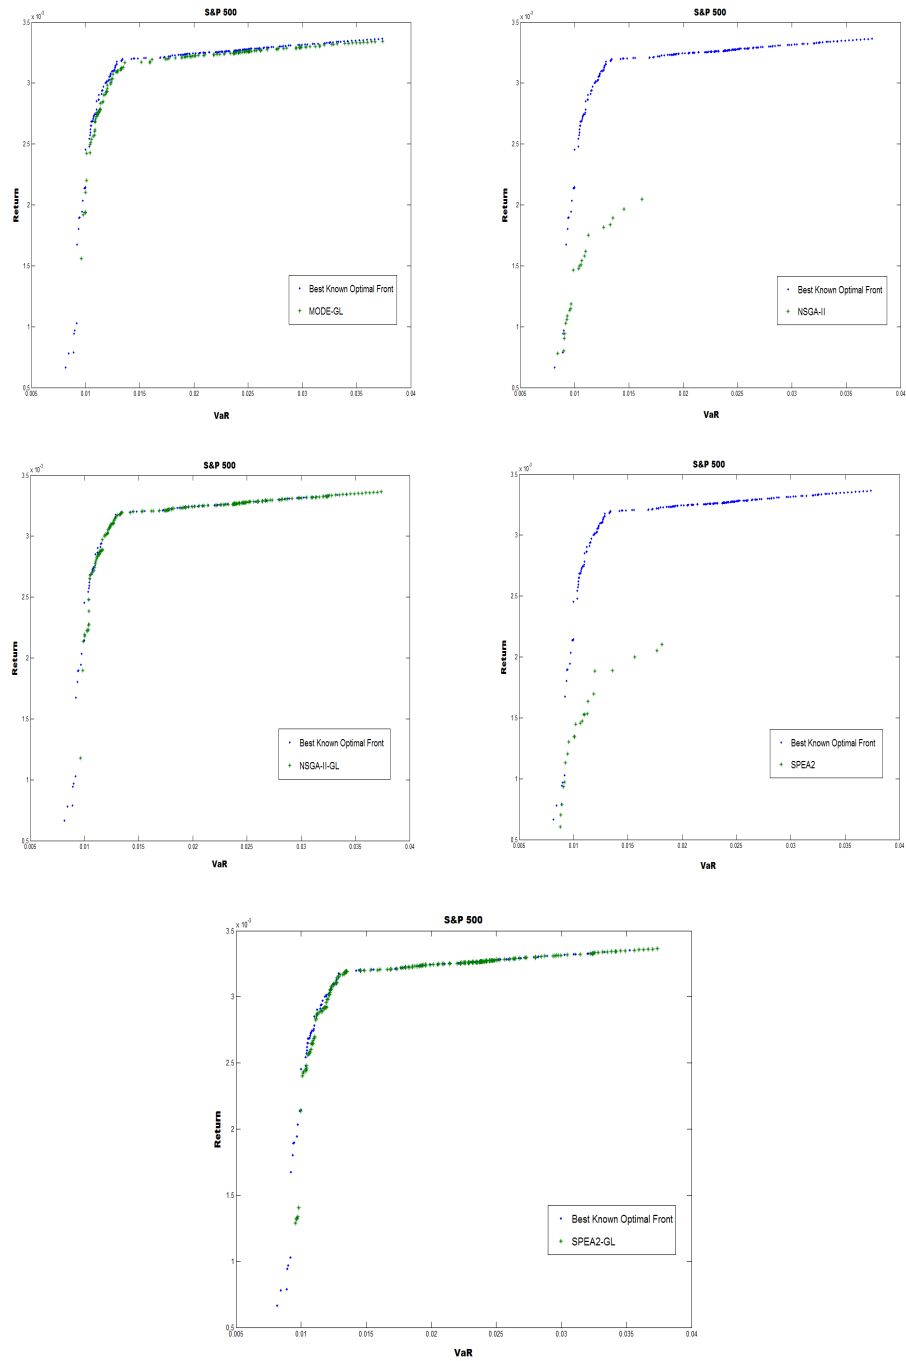 S&P 500
x 10⁻³
3.5
3
2.5
2
1.5
1
0.5
Return
Best Known Optimal Front
MODE-GL
0.005 0.01 0.015 0.02 0.025 0.03 0.035 0.04
VaR
S&P 500
x 10⁻³
3.5
3
2.5
2
1.5
1
0.5
Return
Best Known Optimal Front
NSGA-II
0.005 0.01 0.015 0.02 0.025 0.03 0.035 0.04
VaR
S&P 500
x 10⁻³
3.5
3
2.5
2
1.5
1
0.5
Return
Best Known Optimal Front
NSGA-II-GL
0.005 0.01 0.015 0.02 0.025 0.03 0.035 0.04
VaR
S&P 500
x 10⁻³
3.5
3
2.5
2
1.5
1
0.5
Return
Best Known Optimal Front
SPEA2
0.005 0.01 0.015 0.02 0.025 0.03 0.035 0.04
VaR
S&P 500
x 10⁻³
3.5
3
2.5
2
1.5
1
0.5
Return
Best Known Optimal Front
SPEA2-GL
0.005 0.01 0.015 0.02 0.025 0.03 0.035 0.04
VaR